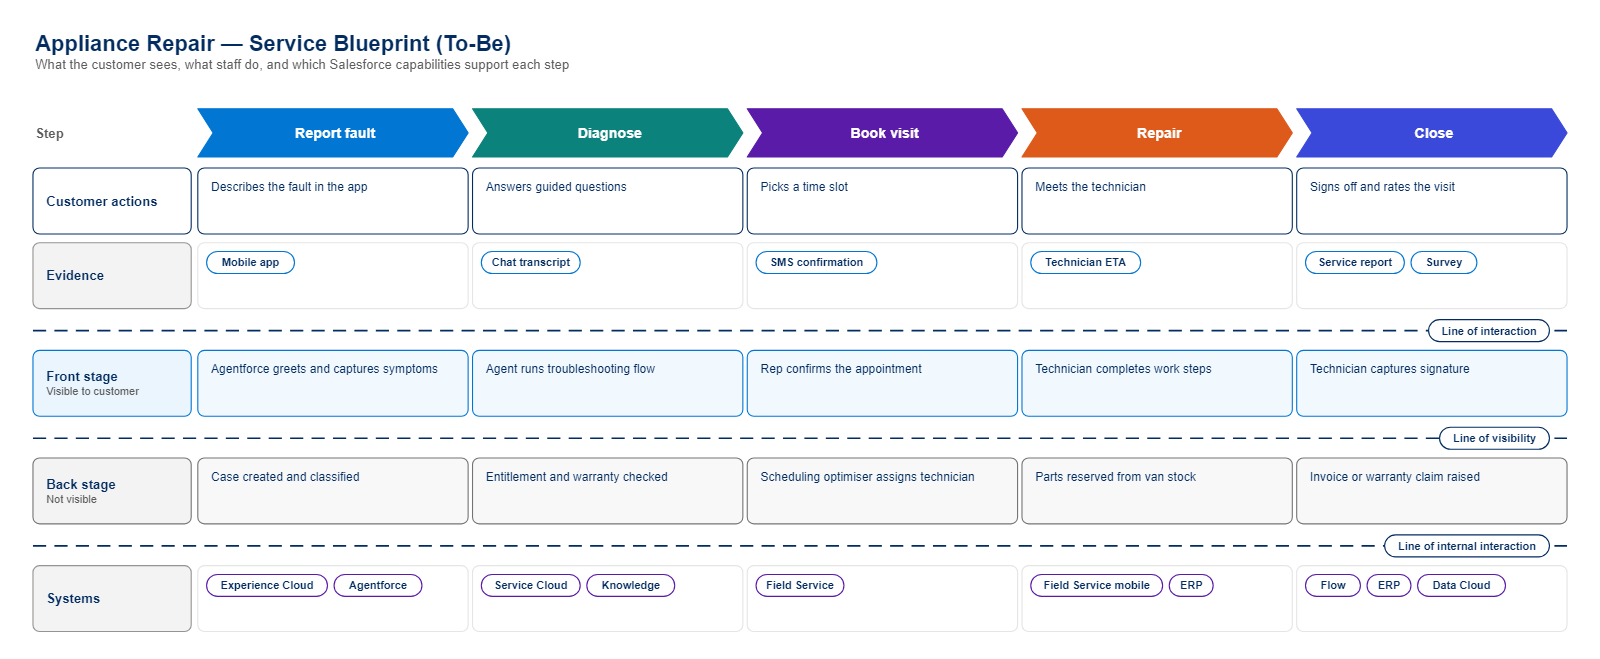 Appliance Repair — Service Blueprint (To-Be)
What the customer sees, what staff do, and which Salesforce capabilities support each step
Step
Report fault
Diagnose
Book visit
Repair
Close
Customer actions
Describes the fault in the app
Answers guided questions
Picks a time slot
Meets the technician
Signs off and rates the visit
Evidence
Mobile app
Chat transcript
SMS confirmation
Technician ETA
Service report
Survey
Line of interaction
Front stage
Visible to customer
Agentforce greets and captures symptoms
Agent runs troubleshooting flow
Rep confirms the appointment
Technician completes work steps
Technician captures signature
Line of visibility
Back stage
Not visible
Case created and classified
Entitlement and warranty checked
Scheduling optimiser assigns technician
Parts reserved from van stock
Invoice or warranty claim raised
Line of internal interaction
Systems
Experience Cloud
Agentforce
Service Cloud
Knowledge
Field Service
Field Service mobile
ERP
Flow
ERP
Data Cloud